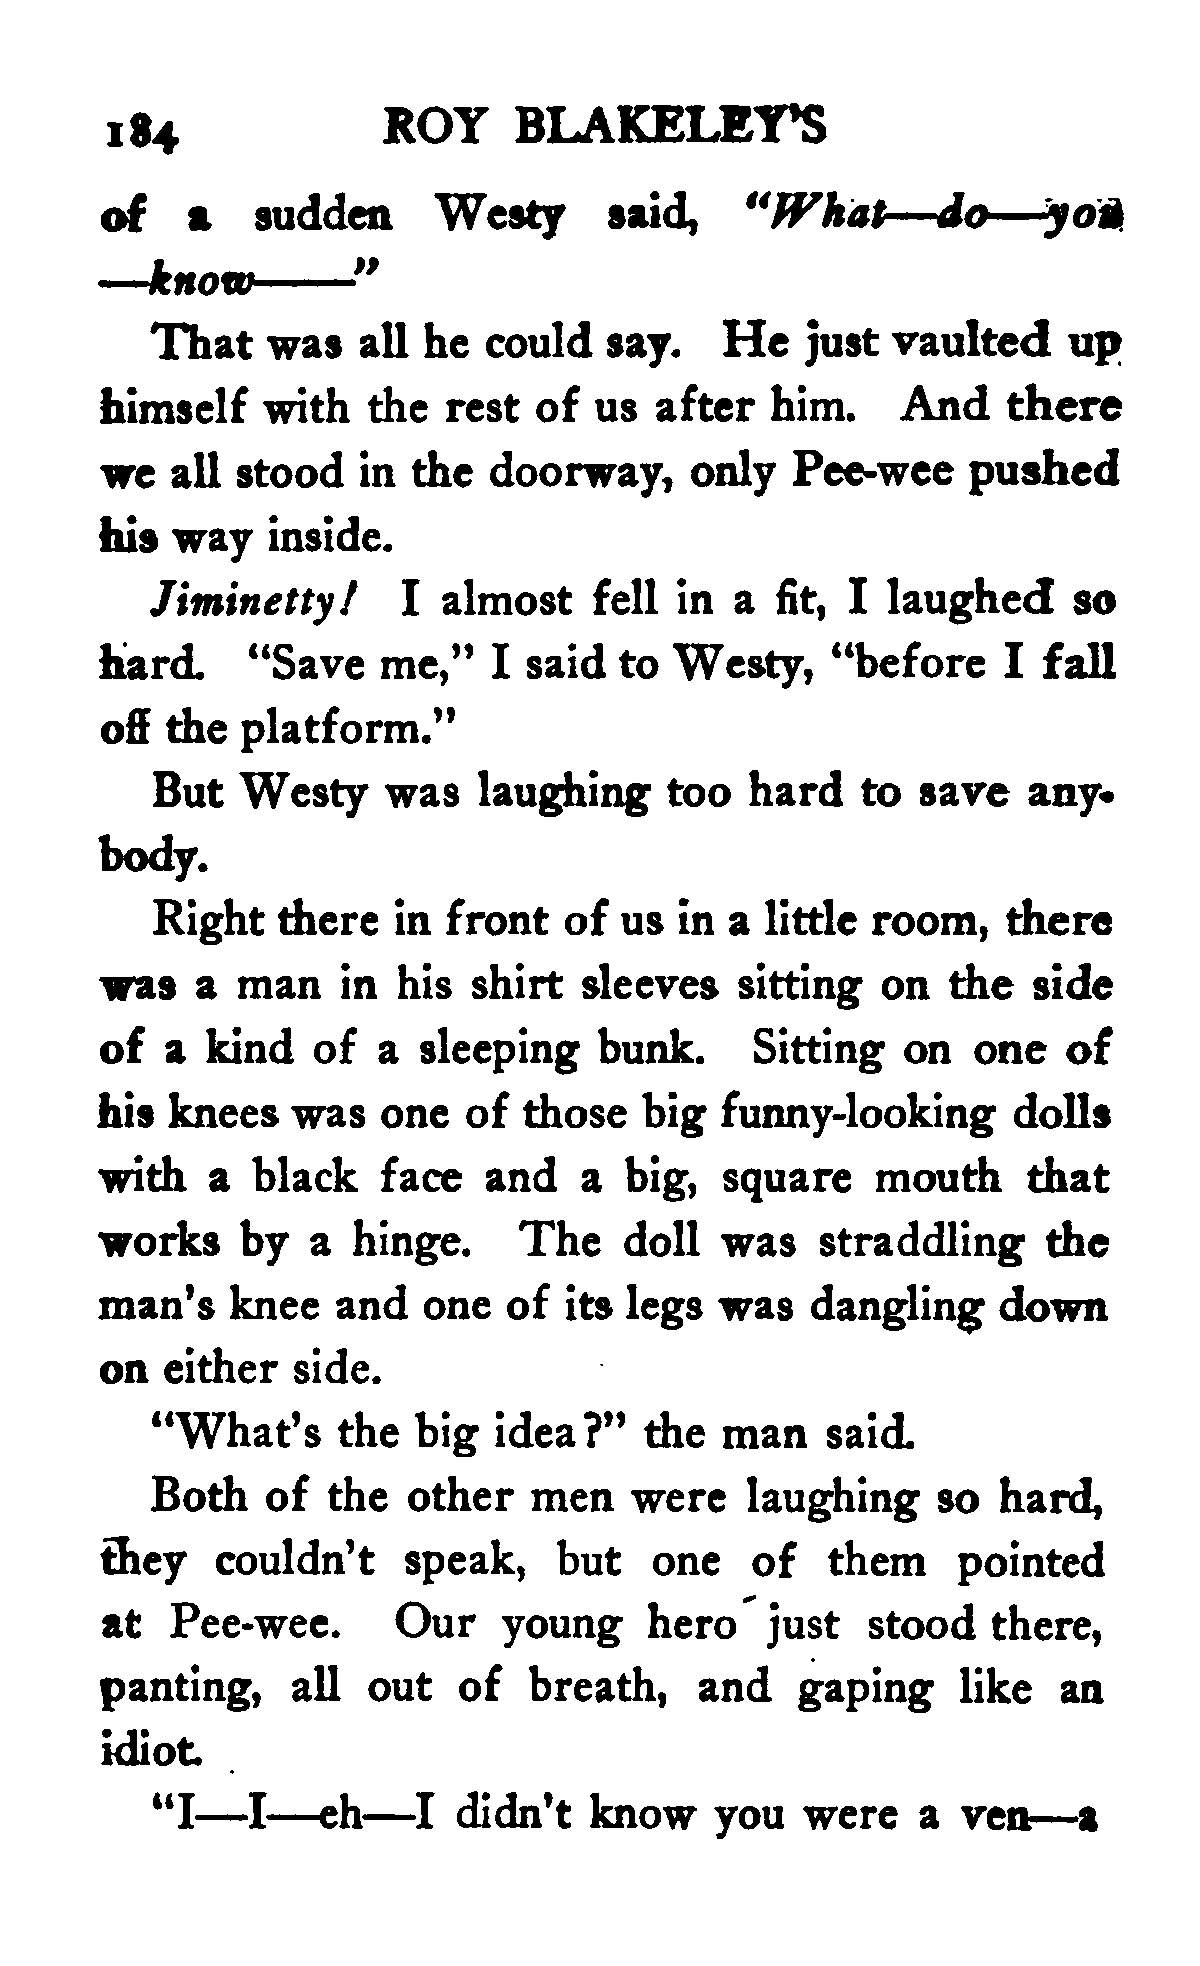 184 ROY BLAKELEY'S
of a sudden Westy said, "What—do—you
—know——"
That was all he could say. He just vaulted up
himself with the rest of us after him. And there
we all stood in the doorway, only Pee-wee pushed
his way inside.
Jiminetty! I almost fell in a fit, I laughed so
hard. "Save me," I said to Westy, "before I fall
off the platform."
But Westy was laughing too hard to save any-
body.
Right there in front of us in a little room, there
was a man in his shirt sleeves sitting on the side
of a kind of a sleeping bunk. Sitting on one of
his knees was one of those big funny-looking dolls
with a black face and a big, square mouth that
works by a hinge. The doll was straddling the
man's knee and one of its legs was dangling down
on either side.
"What's the big idea?" the man said.
Both of the other men were laughing so hard,
they couldn't speak, but one of them pointed
at Pee-wee. Our young hero just stood there,
panting, all out of breath, and gaping like an
idiot.
"I—I—eh—I didn't know you were a ven—a